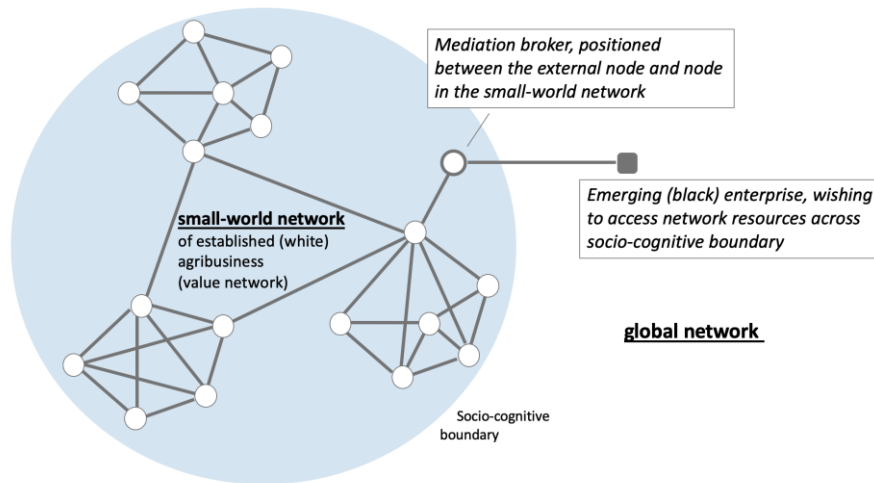 Mediation broker, positioned
between the external node and node
in the small-world network
Emerging (black) enterprise, wishing
to access network resources across
socio-cognitive boundary
small-world network
of established (white)
agribusiness
(value network)
global network
Socio-cognitive
boundary